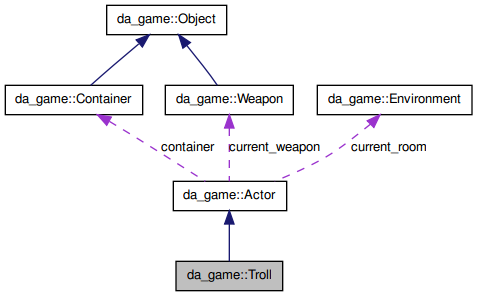 da_game::Object
da_game::Container
da_game::Weapon
da_game::Environment
container
current_weapon
current_room
da_game::Actor
da_game::Troll